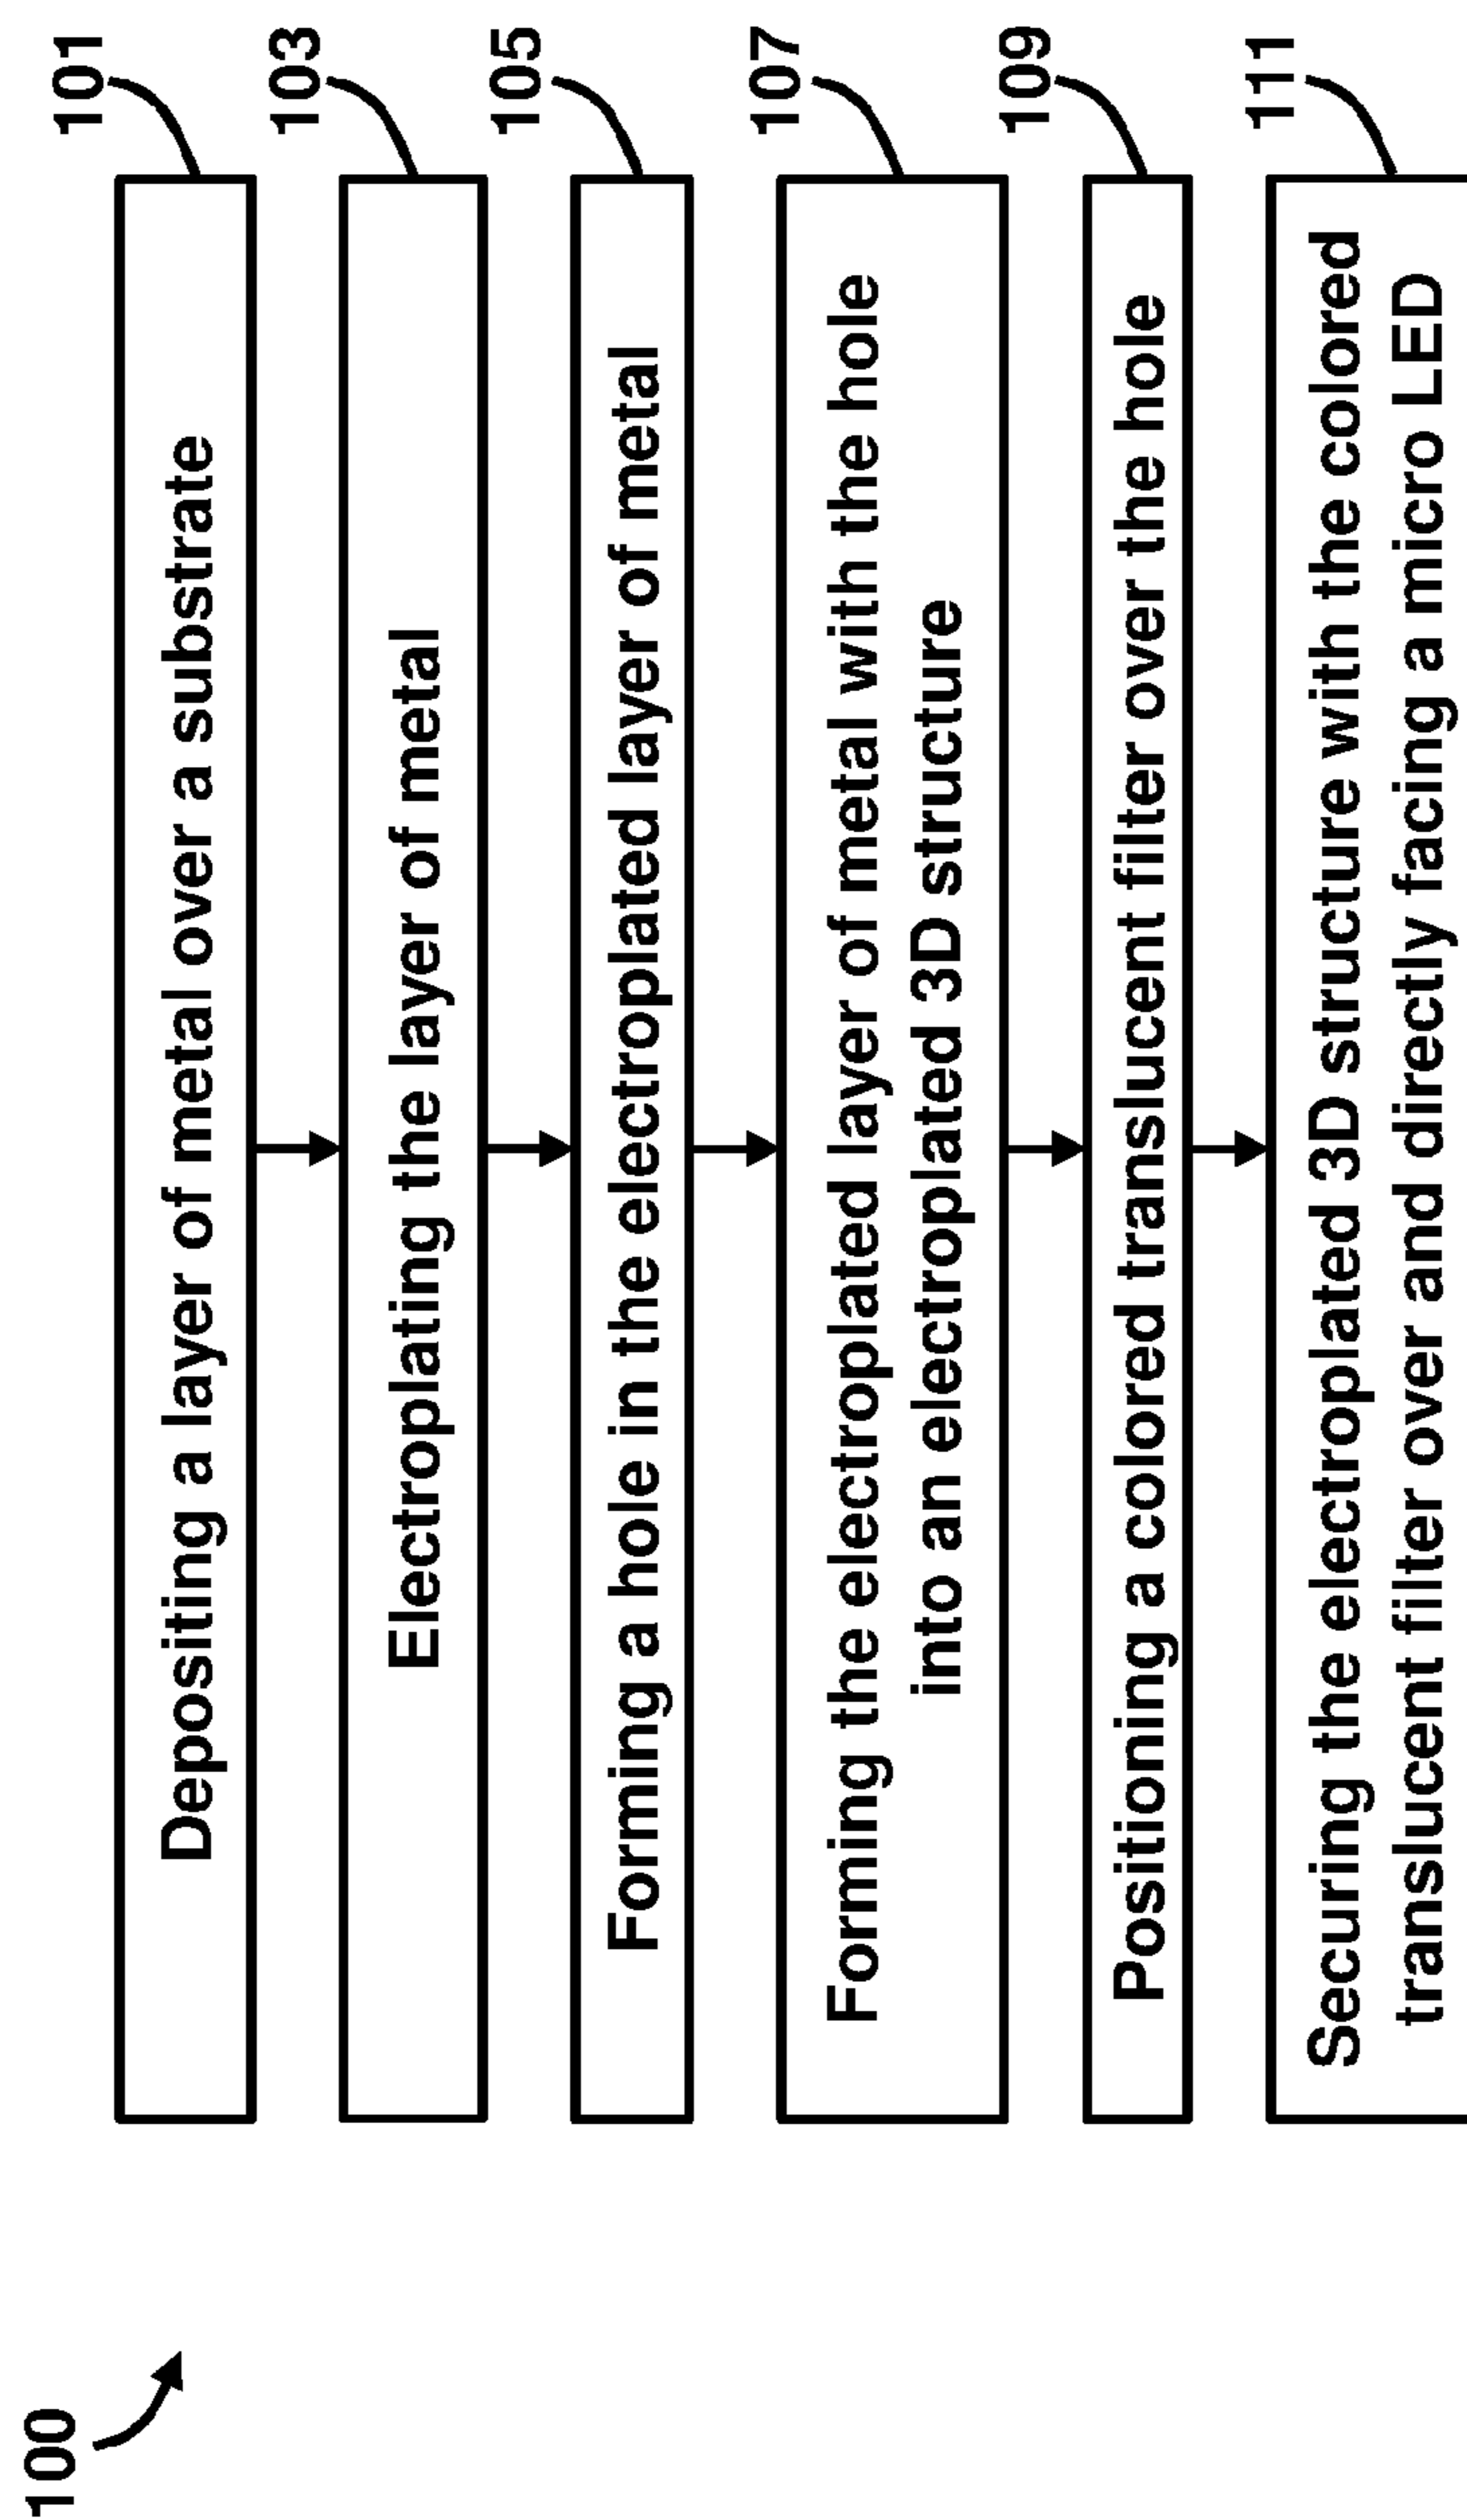 100
101
Depositing a layer of metal over a substrate
103
Electroplating the layer of metal
105
Forming a hole in the electroplated layer of metal
107
Forming the electroplated layer of metal with the hole
into an electroplated 3D structure
109
Positioning a colored translucent filter over the hole
111
Securing the electroplated 3D structure with the colored
translucent filter over and directly facing a micro LED